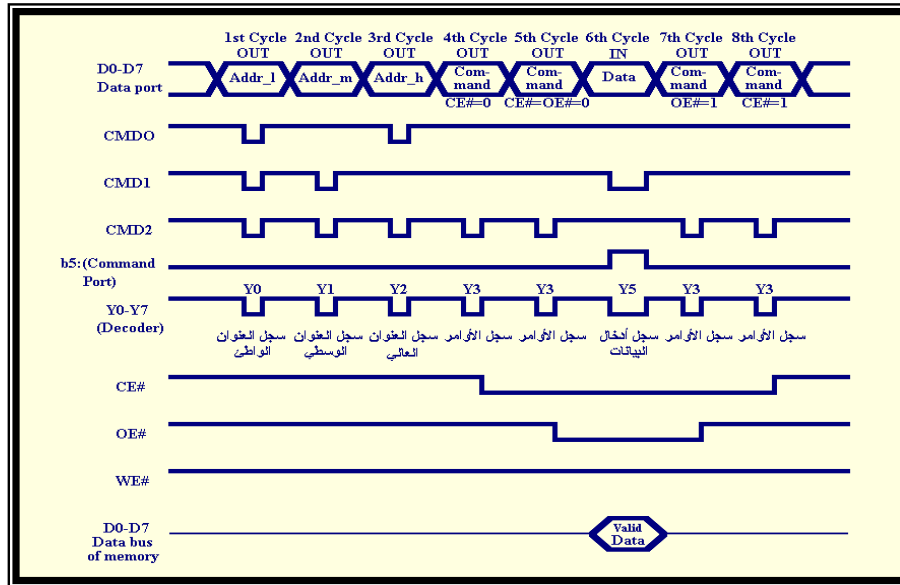 1st Cycle 2nd Cycle 3rd Cycle 4th Cycle 5th Cycle 6th Cycle 7th Cycle 8th Cycle
OUT OUT OUT OUT OUT IN OUT OUT
D0-D7
Data port
Addr_l Addr_m Addr_h Com-
mand Com-
mand Data Com-
mand Com-
mand
CE#=0 CE#=OE#=0 OE#=1 CE#=1
CMDO
CMD1
CMD2
b5:(Command
Port)
Y0-Y7
(Decoder)
Y0 Y1 Y2 Y3 Y3 Y5 Y3 Y3
سجل العنوان
الواطئ
سجل العنوان
الوسطي
سجل العنوان
العالي
سجل الأوامر
سجل الأوامر
سجل أدخال
البيانات
سجل الأوامر
سجل الأوامر
CE#
OE#
WE#
D0-D7
Data bus
of memory
Valid
Data